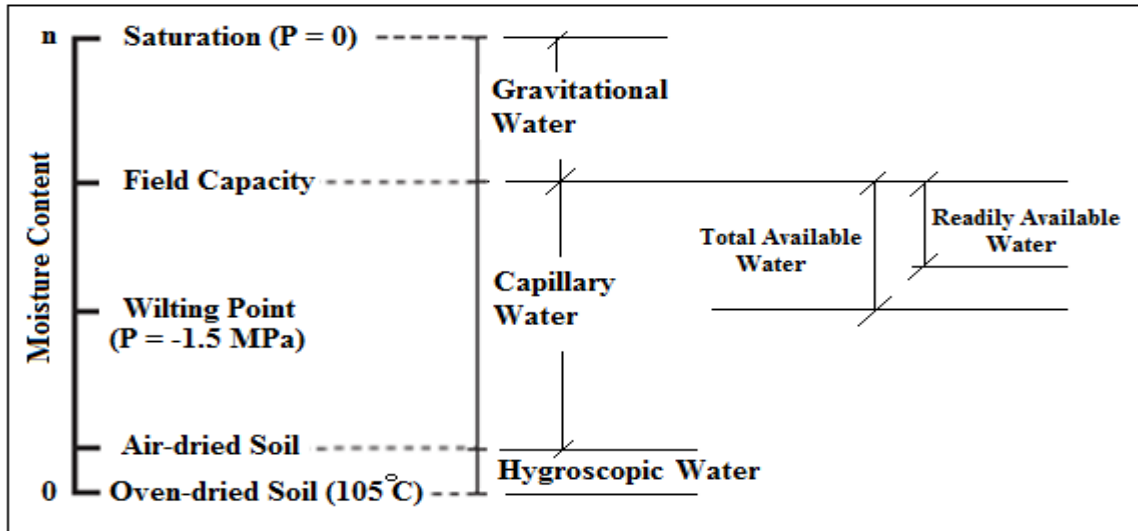 n
Saturation (P = 0)
Gravitational
Water
Moisture Content
Field Capacity
Total Available
Water
Readily Available
Water
Capillary
Water
Wilting Point
(P = -1.5 MPa)
Air-dried Soil
Hygroscopic Water
0
Oven-dried Soil (105°C)